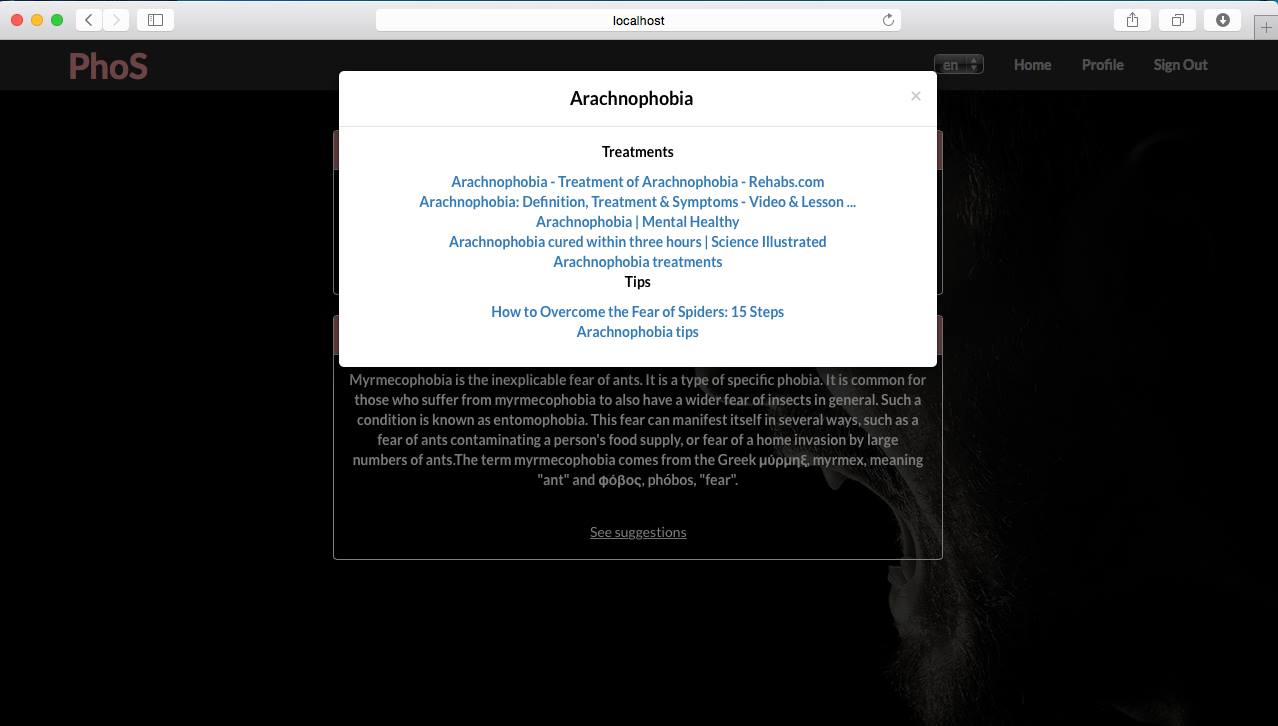 localhost
PhoS
en
Home
Profile
Sign Out
Arachnophobia
×
Treatments
Arachnophobia - Treatment of Arachnophobia - Rehabs.com
Arachnophobia: Definition, Treatment & Symptoms - Video & Lesson ...
Arachnophobia | Mental Healthy
Arachnophobia cured within three hours | Science Illustrated
Arachnophobia treatments
Tips
How to Overcome the Fear of Spiders: 15 Steps
Arachnophobia tips
Myrmecophobia is the inexplicable fear of ants. It is a type of specific phobia. It is common for
those who suffer from myrmecophobia to also have a wider fear of insects in general. Such a
condition is known as entomophobia. This fear can manifest itself in several ways, such as a
fear of ants contaminating a person's food supply, or fear of a home invasion by large
numbers of ants.The term myrmecophobia comes from the Greek μύρμηξ, myrmex, meaning
"ant" and φόβος, phóbos, "fear".
See suggestions